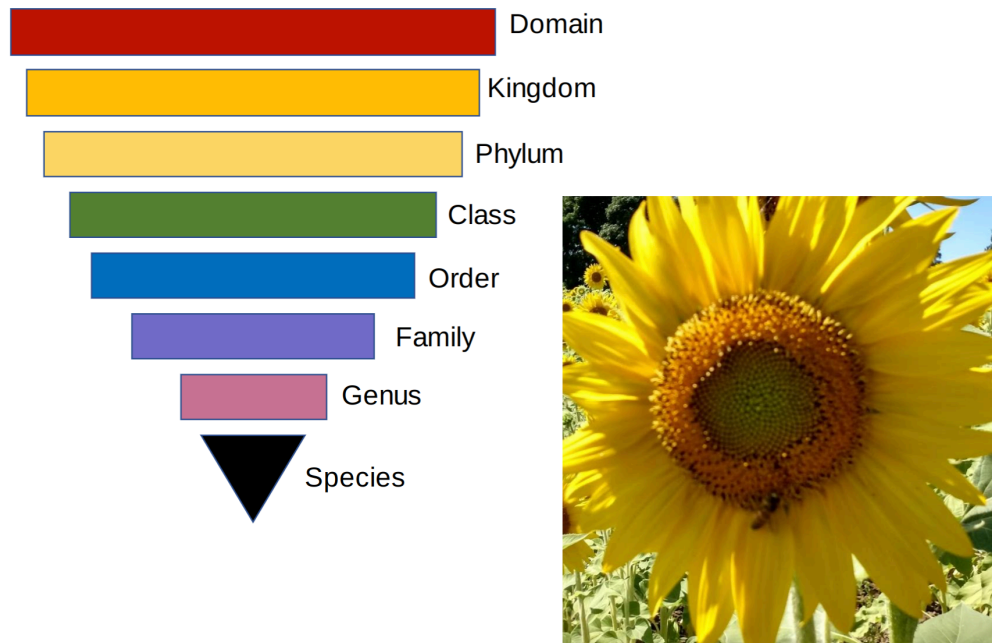 Domain
Kingdom
Phylum
Class
Order
Family
Genus
Species